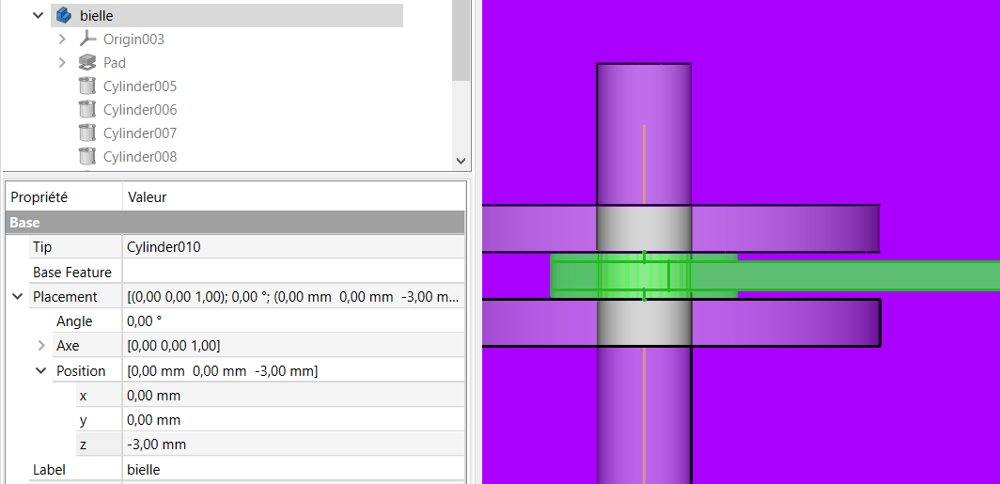 bielle
Origin003
Pad
Cylinder005
Cylinder006
Cylinder007
Cylinder008
Propriété Valeur
Base
Tip Cylinder010
Base Feature
Placement [(0,00 0,00 1,00); 0,00 °; (0,00 mm 0,00 mm -3,00 m...
Angle 0,00 °
Axe [0,00 0,00 1,00]
Position [0,00 mm 0,00 mm -3,00 mm]
x 0,00 mm
y 0,00 mm
z -3,00 mm
Label bielle